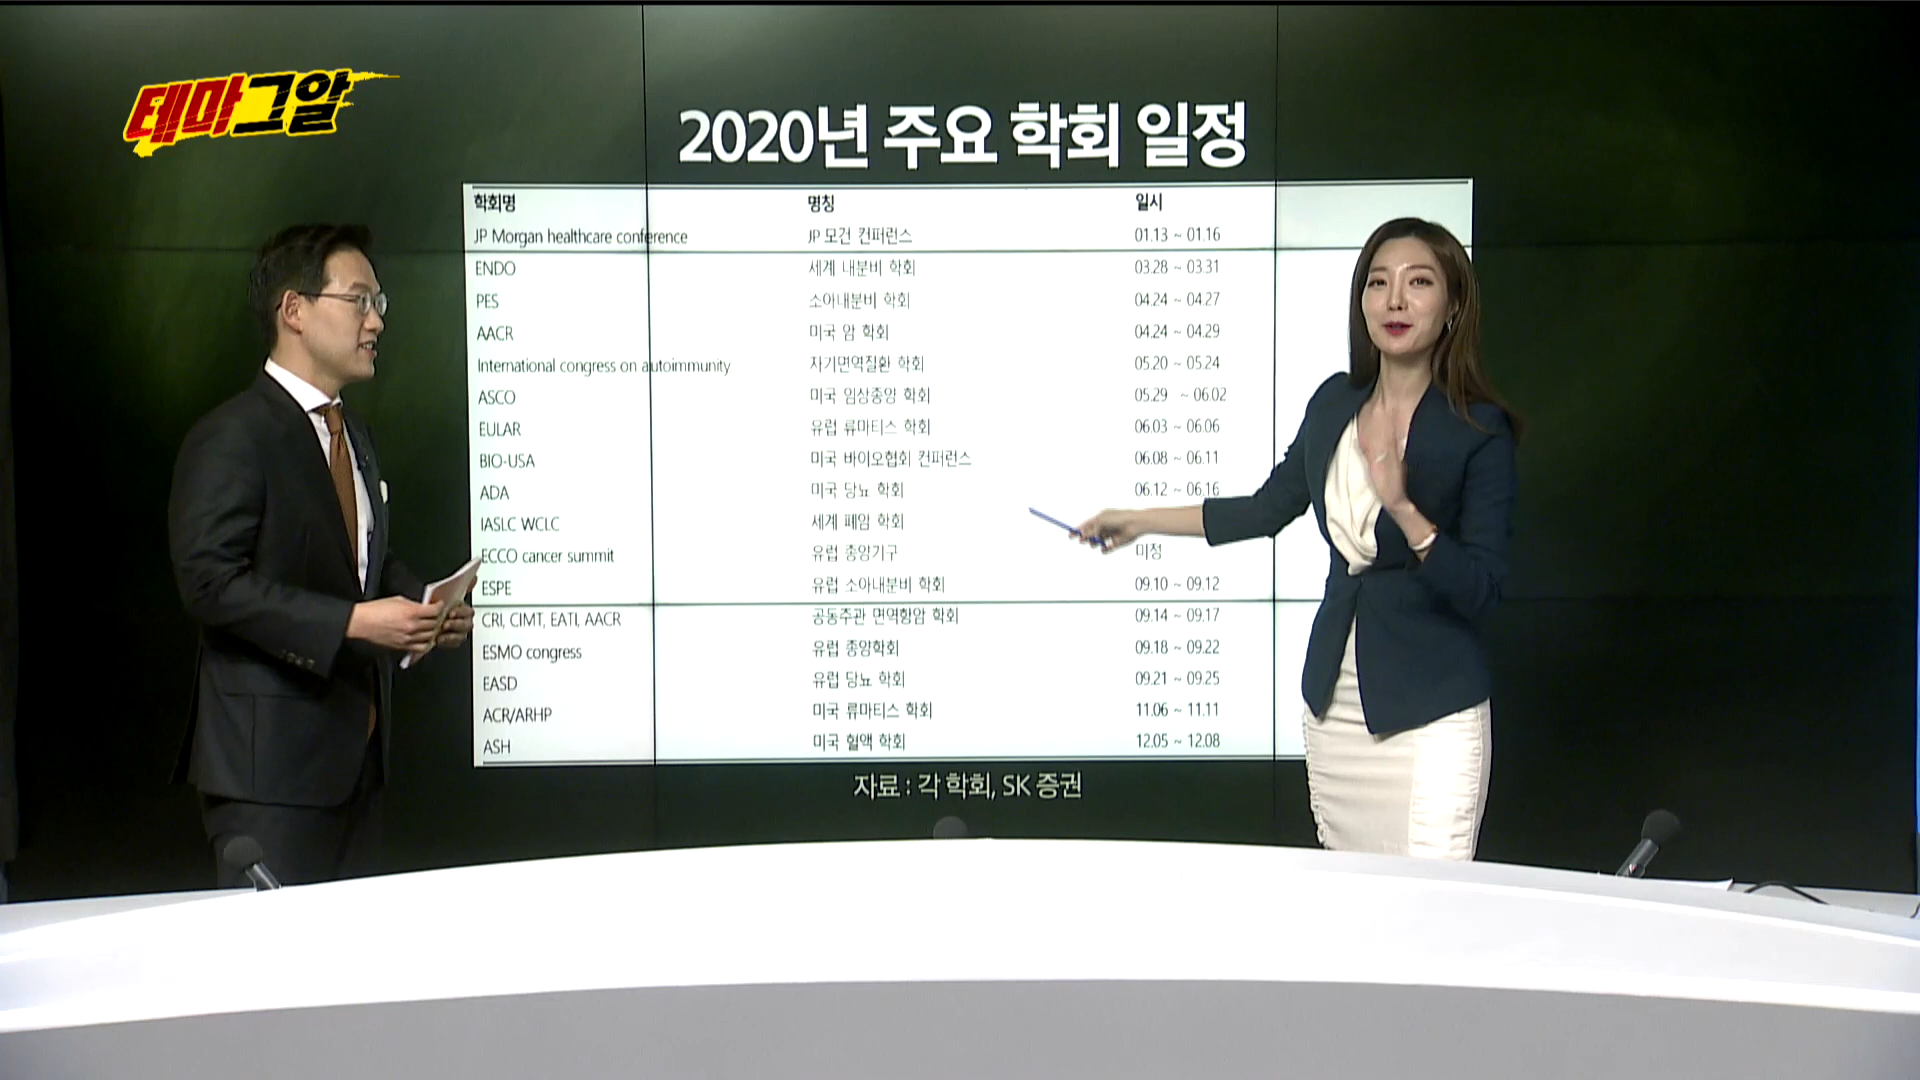 테마그알
2020년 주요 학회 일정
학회명 명칭 일시
JP Morgan healthcare conference JP 모건 컨퍼런스 01.13 ~ 01.16
ENDO 세계 내분비 학회 03.28 ~ 03.31
PES 소아내분비 학회 04.24 ~ 04.27
AACR 미국 암 학회 04.24 ~ 04.29
International congress on autoimmunity 자기면역질환 학회 05.20 ~ 05.24
ASCO 미국 임상종양 학회 05.29 ~ 06.02
EULAR 유럽 류마티스 학회 06.03 ~ 06.06
BIO-USA 미국 바이오협회 컨퍼런스 06.08 ~ 06.11
ADA 미국 당뇨 학회 06.12 ~ 06.16
IASLC WCLC 세계 폐암 학회
ECCO cancer summit 유럽 종양기구 미정
ESPE 유럽 소아내분비 학회 09.10 ~ 09.12
CRI, CIMT, EATI, AACR 공동주관 면역항암 학회 09.14 ~ 09.17
ESMO congress 유럽 종양학회 09.18 ~ 09.22
EASD 유럽 당뇨 학회 09.21 ~ 09.25
ACR/ARHP 미국 류마티스 학회 11.06 ~ 11.11
ASH 미국 혈액 학회 12.05 ~ 12.08
자료 : 각 학회, SK 증권